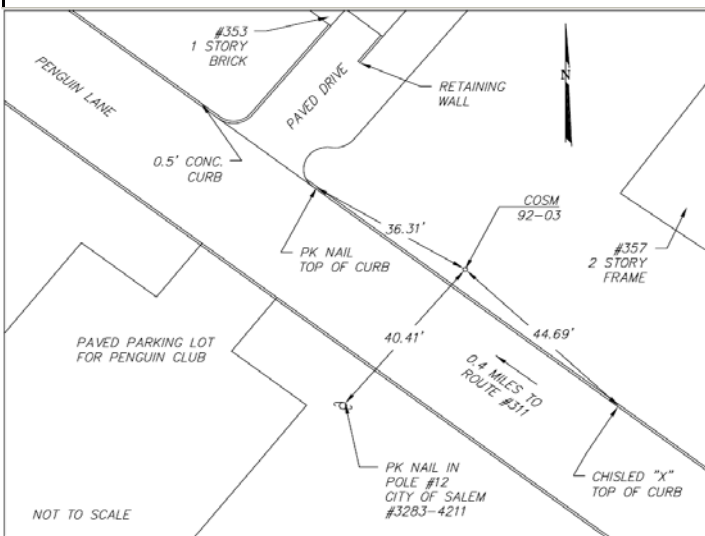 #353
1 STORY
BRICK
PENGUIN LANE
PAVED DRIVE
N
RETAINING
WALL
0.5' CONC.
CURB
COSM
92-03
36.31'
#357
2 STORY
FRAME
PK NAIL
TOP OF CURB
40.41'
44.69'
PAVED PARKING LOT
FOR PENGUIN CLUB
0.4 MILES TO
ROUTE #311
PK NAIL IN
POLE #12
CITY OF SALEM
#3283-4211
CHISLED "X"
TOP OF CURB
NOT TO SCALE